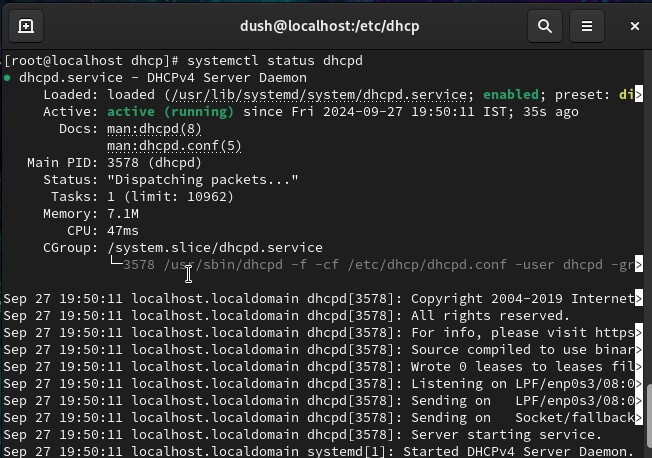 dush@localhost:/etc/dhcp
[root@localhost dhcp]# systemctl status dhcpd
● dhcpd.service - DHCPv4 Server Daemon
Loaded: loaded (/usr/lib/systemd/system/dhcpd.service; enabled; preset: di>
Active: active (running) since Fri 2024-09-27 19:50:11 IST; 35s ago
Docs: man:dhcpd(8)
man:dhcpd.conf(5)
Main PID: 3578 (dhcpd)
Status: "Dispatching packets..."
Tasks: 1 (limit: 10962)
Memory: 7.1M
CPU: 47ms
CGroup: /system.slice/dhcpd.service
└─3578 /usr/sbin/dhcpd -f -cf /etc/dhcp/dhcpd.conf -user dhcpd -gr>
Sep 27 19:50:11 localhost.localdomain dhcpd[3578]: Copyright 2004-2019 Internet>
Sep 27 19:50:11 localhost.localdomain dhcpd[3578]: All rights reserved.
Sep 27 19:50:11 localhost.localdomain dhcpd[3578]: For info, please visit https>
Sep 27 19:50:11 localhost.localdomain dhcpd[3578]: Source compiled to use binar>
Sep 27 19:50:11 localhost.localdomain dhcpd[3578]: Wrote 0 leases to leases fil>
Sep 27 19:50:11 localhost.localdomain dhcpd[3578]: Listening on LPF/enp0s3/08:0>
Sep 27 19:50:11 localhost.localdomain dhcpd[3578]: Sending on   LPF/enp0s3/08:0>
Sep 27 19:50:11 localhost.localdomain dhcpd[3578]: Sending on   Socket/fallback>
Sep 27 19:50:11 localhost.localdomain dhcpd[3578]: Server starting service.
Sep 27 19:50:11 localhost.localdomain systemd[1]: Started DHCPv4 Server Daemon.